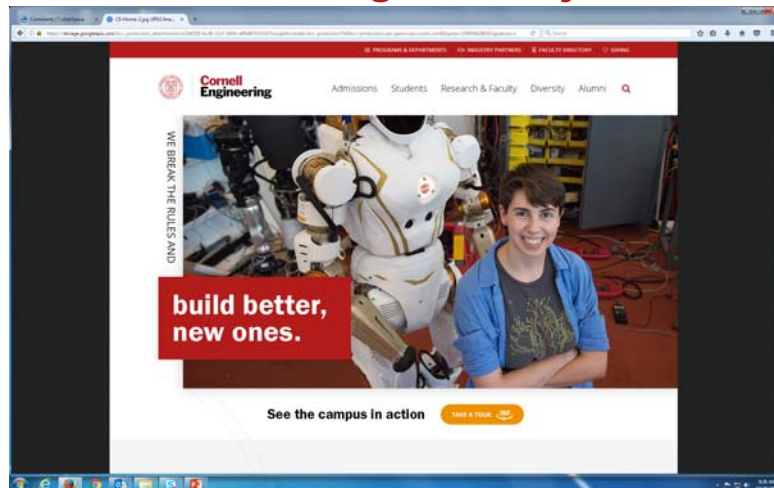 PROGRAMS & DEPARTMENTS INDUSTRY PARTNERS FACULTY DIRECTORY GIVING
Cornell
Engineering
Admissions Students Research & Faculty Diversity Alumni
WE BREAK THE RULES AND
build better,
new ones.
See the campus in action
TAKE A TOUR